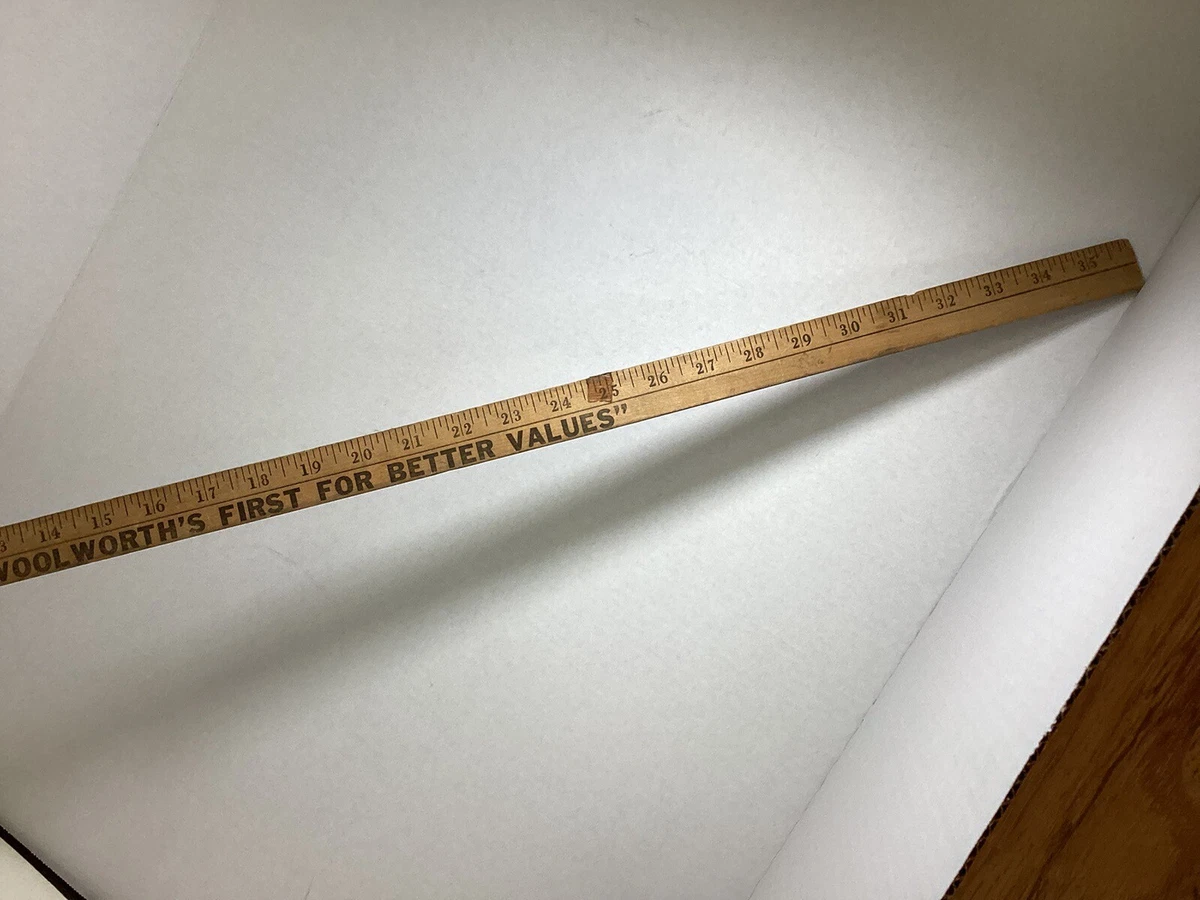 3 14 15 16 17 18 19 20 21 22 23 24 25 26 27 28 29 30 31 32 33 34 35
WOOLWORTH'S FIRST FOR BETTER VALUES"